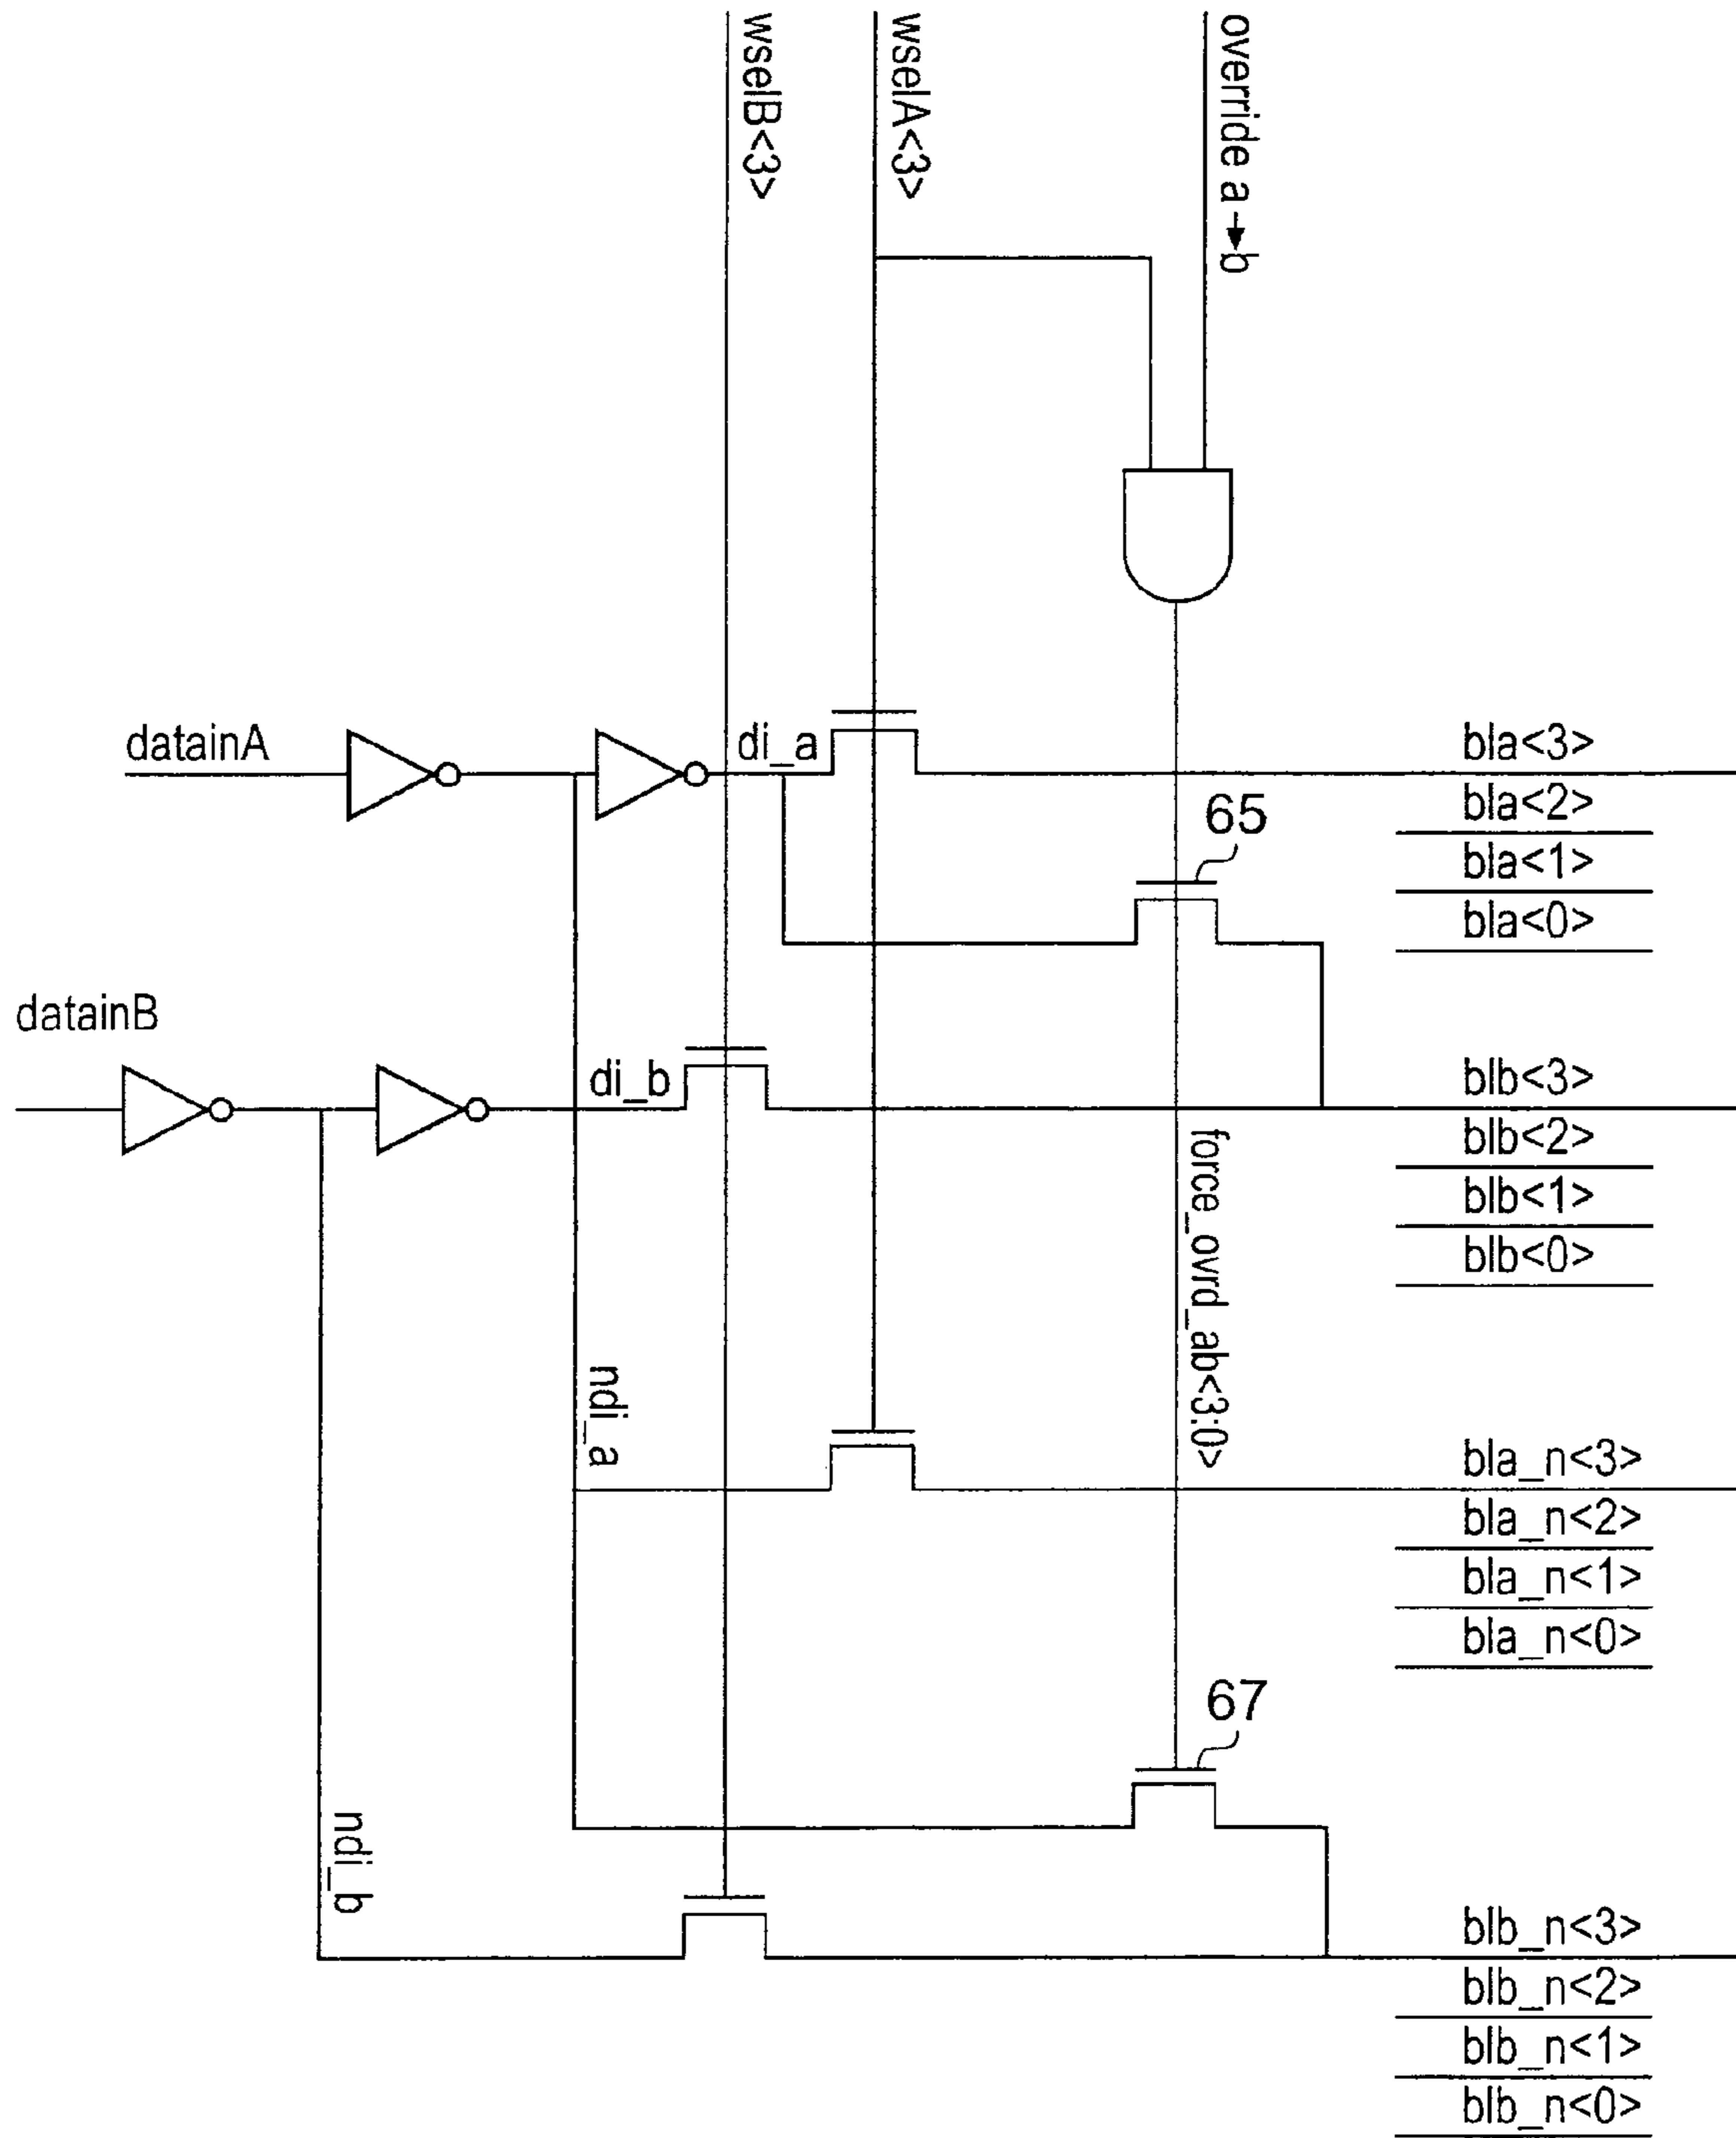 wselB<3>
wselA<3>
override a→b
datainA
di_a
bla<3>
bla<2>
65
bla<1>
bla<0>
datainB
di_b
blb<3>
blb<2>
blb<1>
blb<0>
force_ovrd_ab<3:0>
ndi_a
bla_n<3>
bla_n<2>
bla_n<1>
bla_n<0>
67
ndi_b
blb_n<3>
blb_n<2>
blb_n<1>
blb_n<0>